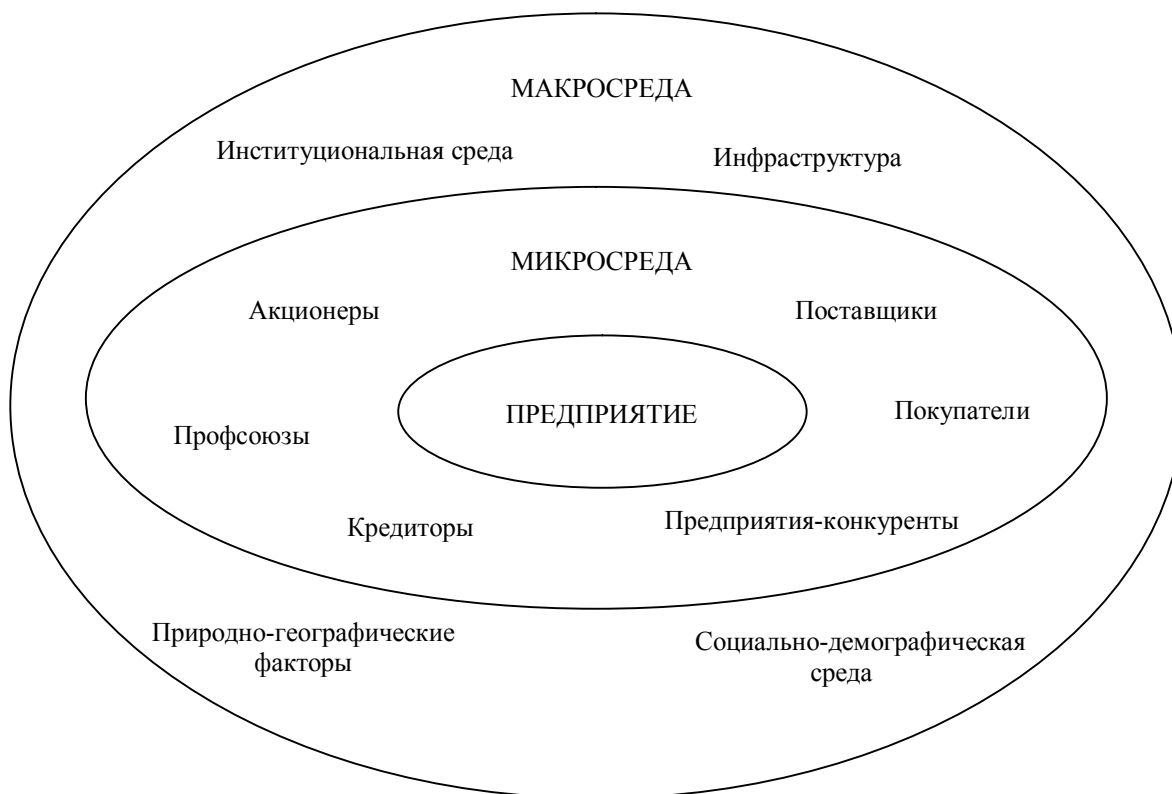 МАКРОСРЕДА
Институциональная среда
Инфраструктура
МИКРОСРЕДА
Акционеры
Поставщики
ПРЕДПРИЯТИЕ
Покупатели
Профсоюзы
Кредиторы
Предприятия-конкуренты
Природно-географические
факторы
Социально-демографическая
среда